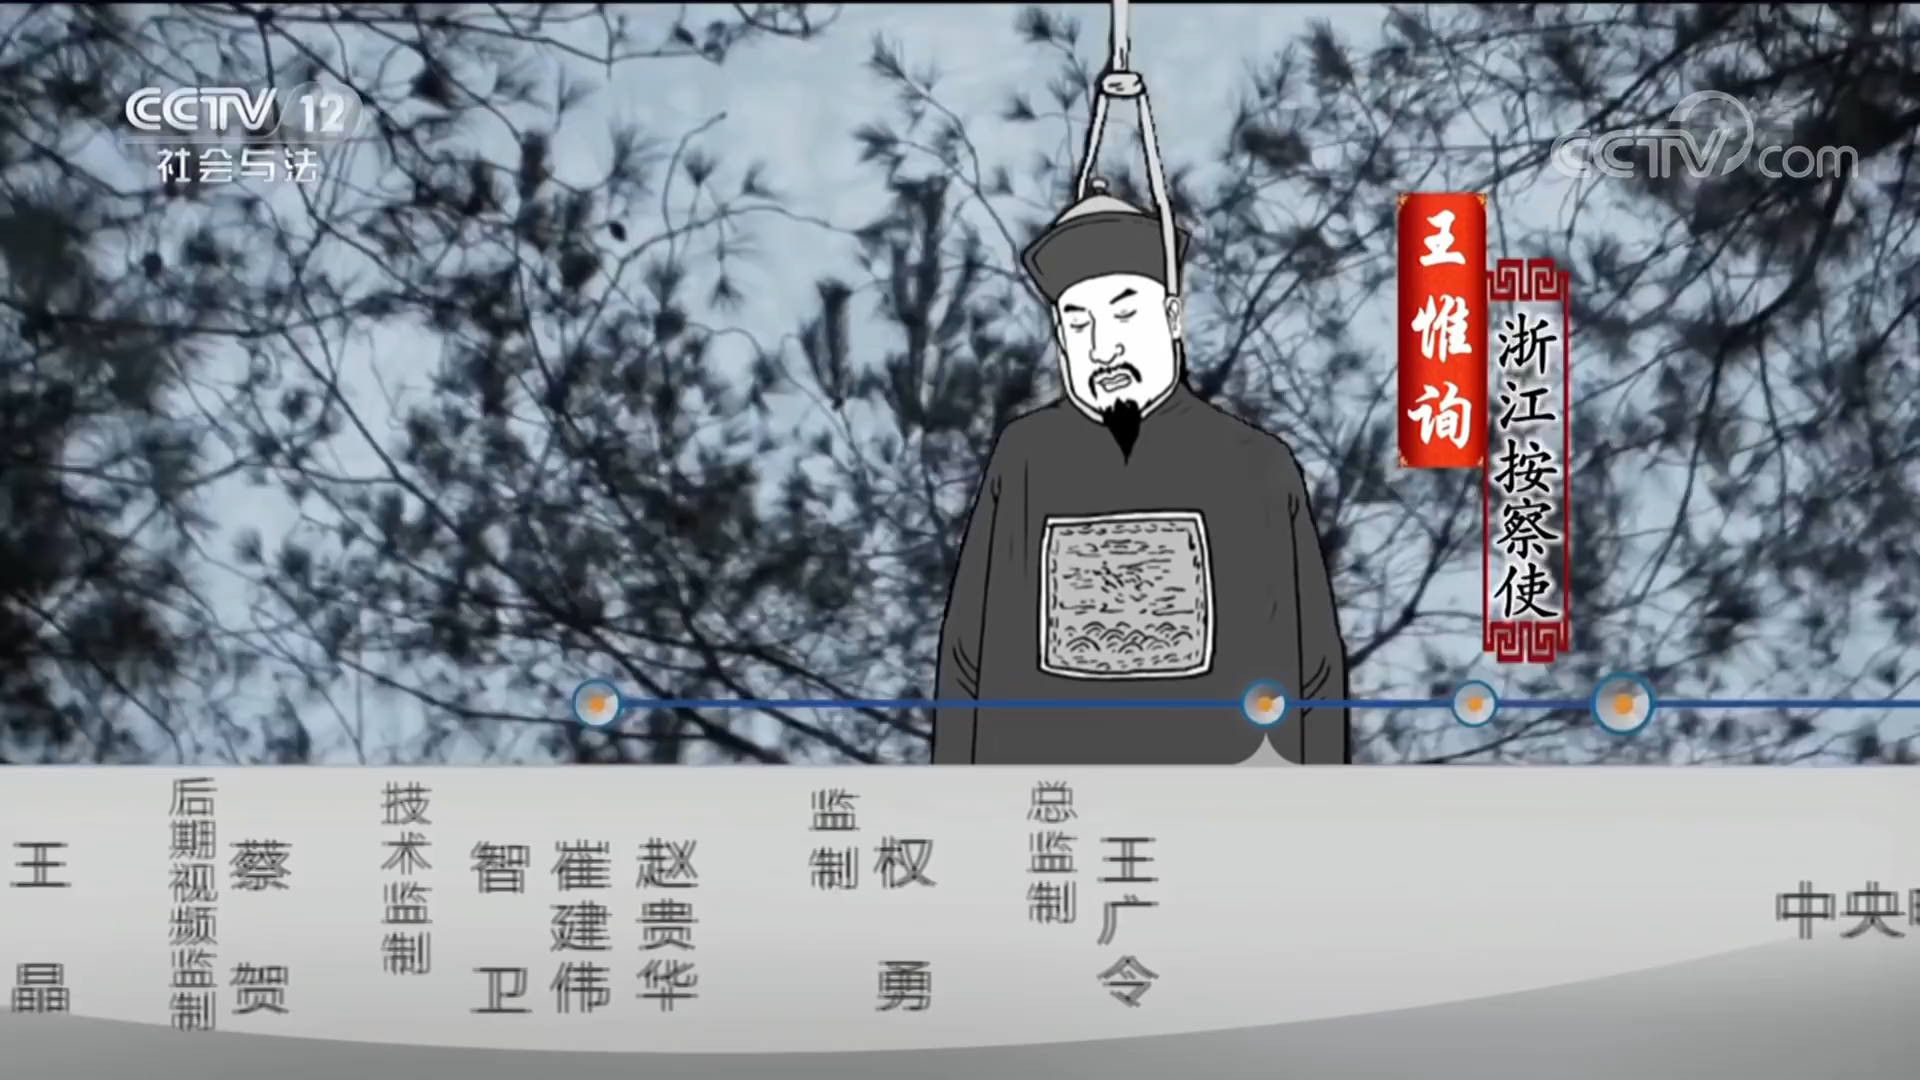 CCTV 12
社会与法
CCTV.com
王惟询
浙江按察使
王晶
后期视频监制
蔡贺
技术监制
智卫
崔建伟
赵贵华
监制
权勇
总监制
王广令
中央